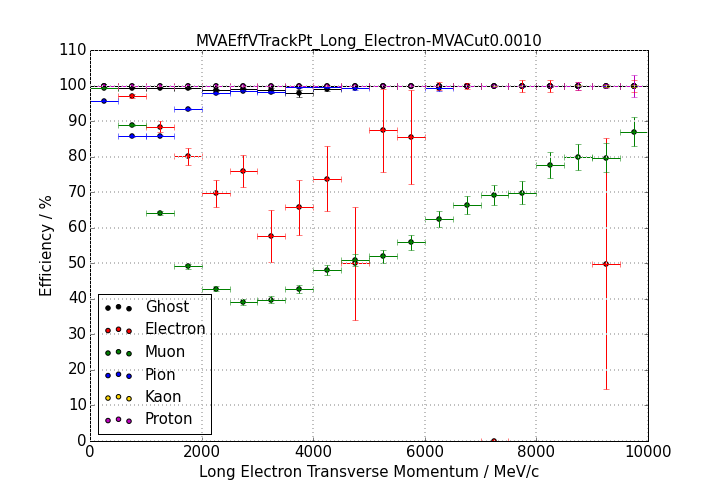 MVAEffVTrackPt_Long_Electron-MVACut0.0010
110
100
90
80
70
60
50
40
30
20
10
0
Efficiency / %
Ghost
Electron
Muon
Pion
Kaon
Proton
0 2000 4000 6000 8000 10000
Long Electron Transverse Momentum / MeV/c